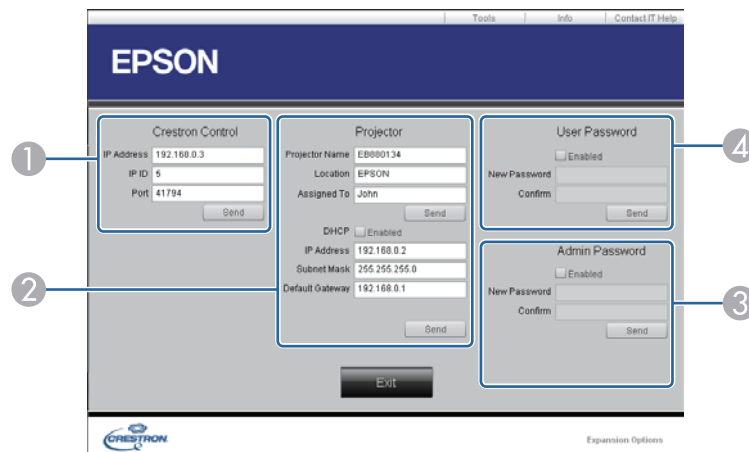 Tools Info Contact IT Help
EPSON
1
Crestron Control
IP Address 192.168.0.3
IP ID 5
Port 41794
Send
2
Projector
Projector Name EB880134
Location EPSON
Assigned To John
Send
DHCP Enabled
IP Address 192.168.0.2
Subnet Mask 255.255.255.0
Default Gateway 192.168.0.1
Send
4
User Password
Enabled
New Password
Confirm
Send
3
Admin Password
Enabled
New Password
Confirm
Send
Exit
CRESTRON
Expansion Options